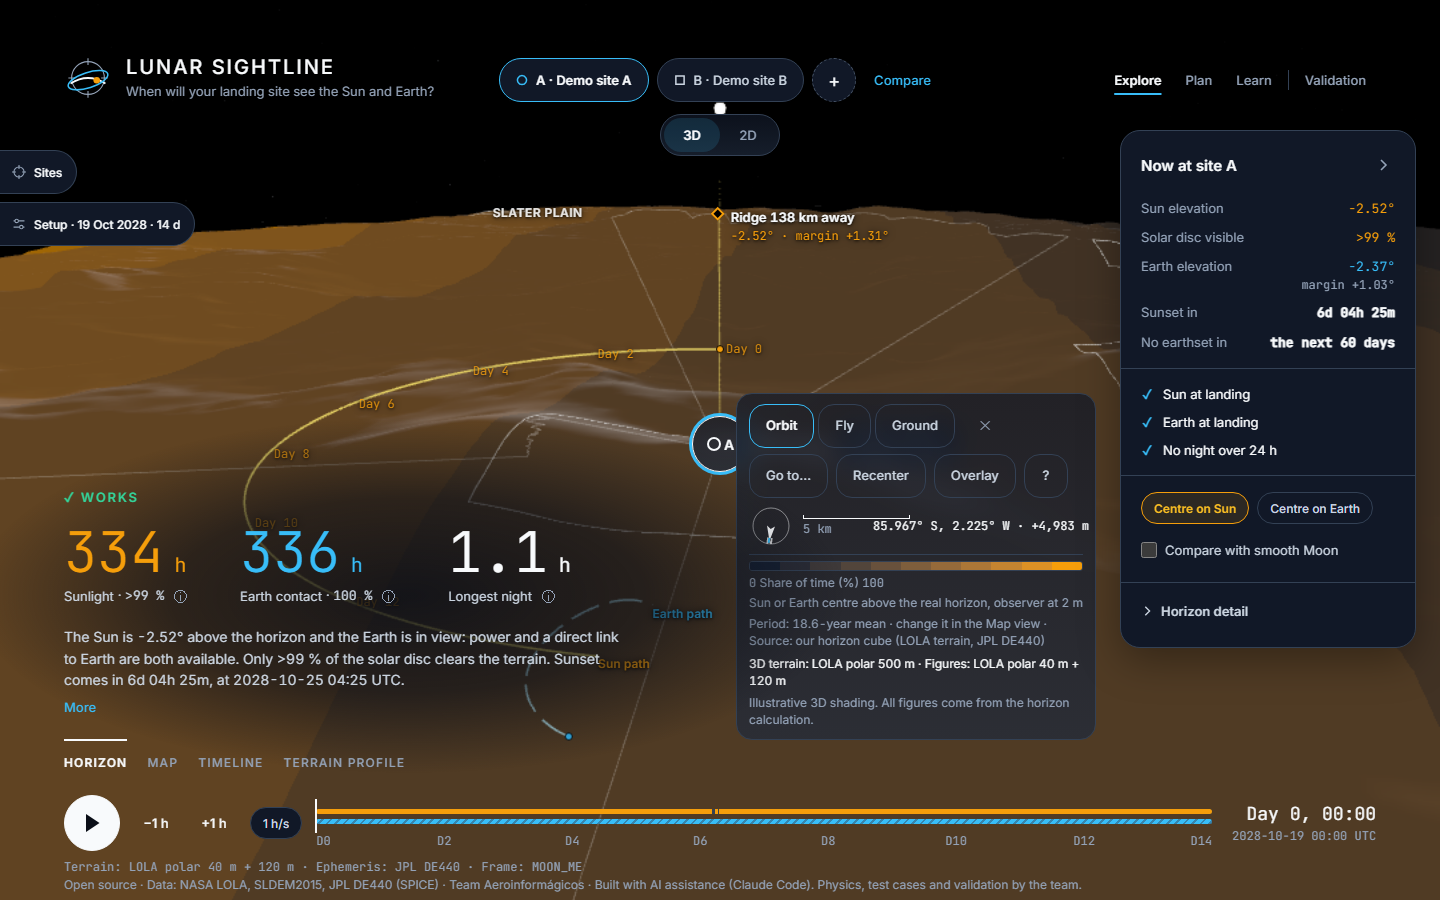 LUNAR SIGHTLINE
When will your landing site see the Sun and Earth?
A · Demo site A
B · Demo site B
+
Compare
Explore
Plan
Learn
Validation
3D
2D
Sites
Setup · 19 Oct 2028 · 14 d
SLATER PLAIN
Ridge 138 km away
-2.52° · margin +1.31°
Day 0
Day 2
Day 4
Day 6
Day 8
Day 10
A
Now at site A
Sun elevation
-2.52°
Solar disc visible
>99 %
Earth elevation
-2.37°
margin +1.03°
Sunset in
6d 04h 25m
No earthset in
the next 60 days
✓ Sun at landing
✓ Earth at landing
✓ No night over 24 h
Centre on Sun
Centre on Earth
Compare with smooth Moon
Horizon detail
Orbit
Fly
Ground
×
Go to...
Recenter
Overlay
?
N
5 km
85.967° S, 2.225° W · +4,983 m
0 Share of time (%) 100
Sun or Earth centre above the real horizon, observer at 2 m
Period: 18.6-year mean · change it in the Map view ·
Source: our horizon cube (LOLA terrain, JPL DE440)
3D terrain: LOLA polar 500 m · Figures: LOLA polar 40 m +
120 m
Illustrative 3D shading. All figures come from the horizon
calculation.
✓ WORKS
334 h
Sunlight · >99 %
336 h
Earth contact · 100 %
1.1 h
Longest night
Earth path
Sun path
The Sun is -2.52° above the horizon and the Earth is in view: power and a direct link
to Earth are both available. Only >99 % of the solar disc clears the terrain. Sunset
comes in 6d 04h 25m, at 2028-10-25 04:25 UTC.
More
HORIZON
MAP
TIMELINE
TERRAIN PROFILE
−1 h
+1 h
1 h/s
D0
D2
D4
D6
D8
D10
D12
D14
Day 0, 00:00
2028-10-19 00:00 UTC
Terrain: LOLA polar 40 m + 120 m · Ephemeris: JPL DE440 · Frame: MOON_ME
Open source · Data: NASA LOLA, SLDEM2015, JPL DE440 (SPICE) · Team Aeroinformágicos · Built with AI assistance (Claude Code). Physics, test cases and validation by the team.